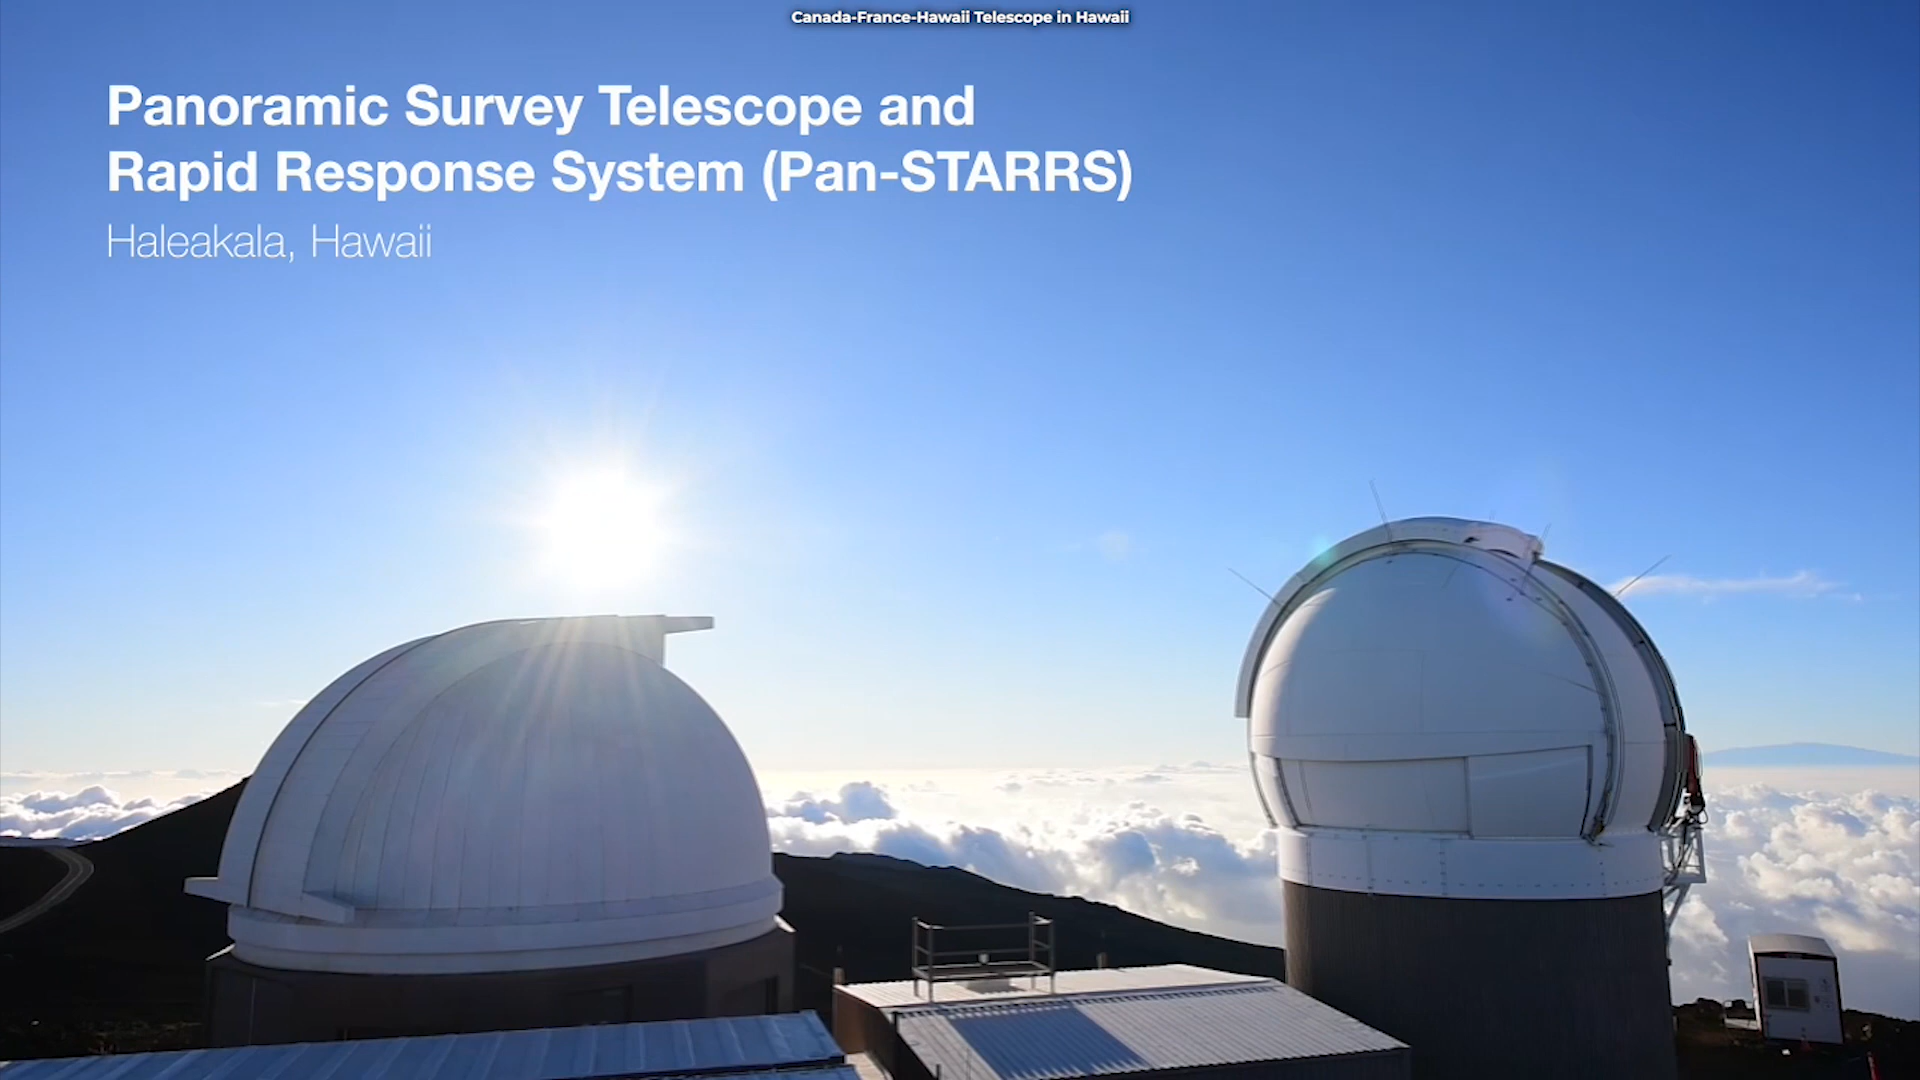 Canada-France-Hawaii Telescope in Hawaii
Panoramic Survey Telescope and
Rapid Response System (Pan-STARRS)
Haleakala, Hawaii